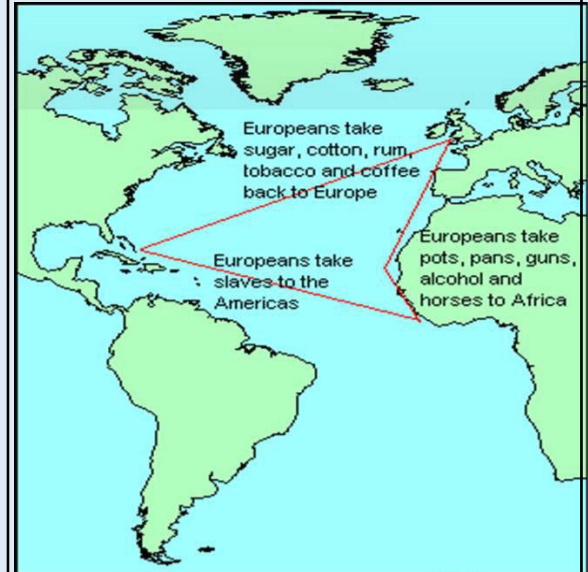 Europeans take
sugar, cotton, rum,
tobacco and coffee
back to Europe
Europeans take
slaves to the
Americas
Europeans take
pots, pans, guns,
alcohol and
horses to Africa